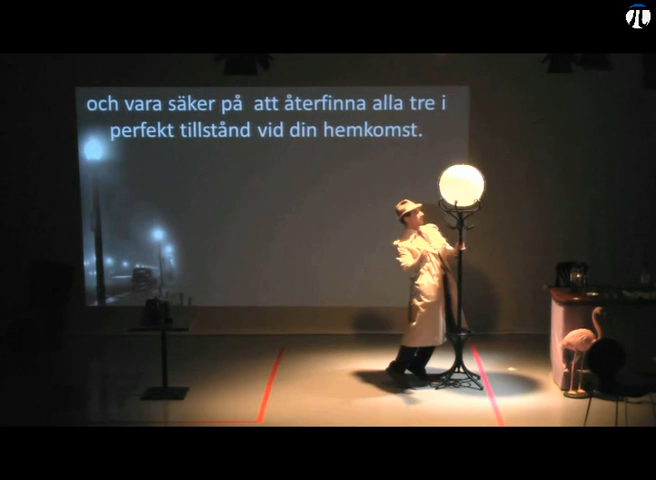 och vara säker på  att återfinna alla tre i
perfekt tillstånd vid din hemkomst.